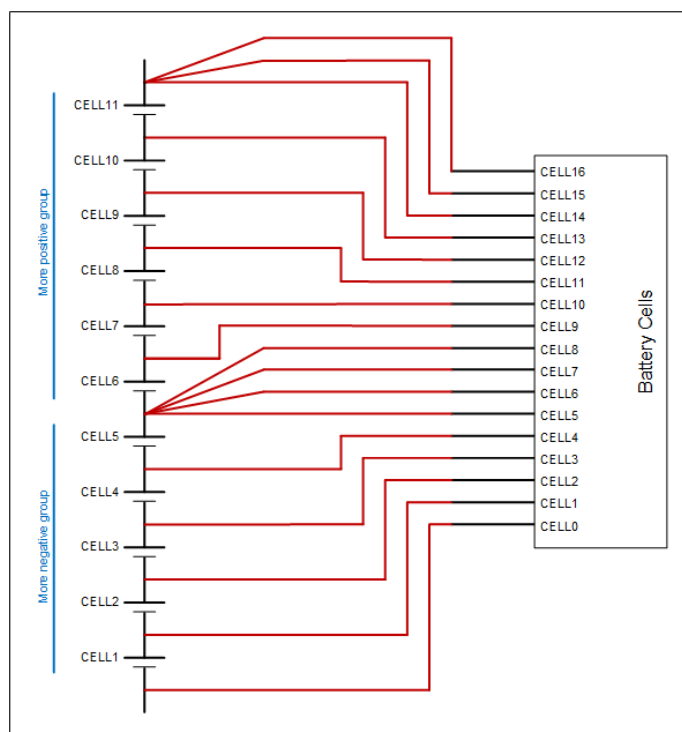 More positive group
CELL11
CELL10
CELL9
CELL8
CELL7
CELL6
More negative group
CELL5
CELL4
CELL3
CELL2
CELL1
CELL16
CELL15
CELL14
CELL13
CELL12
CELL11
CELL10
CELL9
CELL8
CELL7
CELL6
CELL5
CELL4
CELL3
CELL2
CELL1
CELL0
Battery Cells